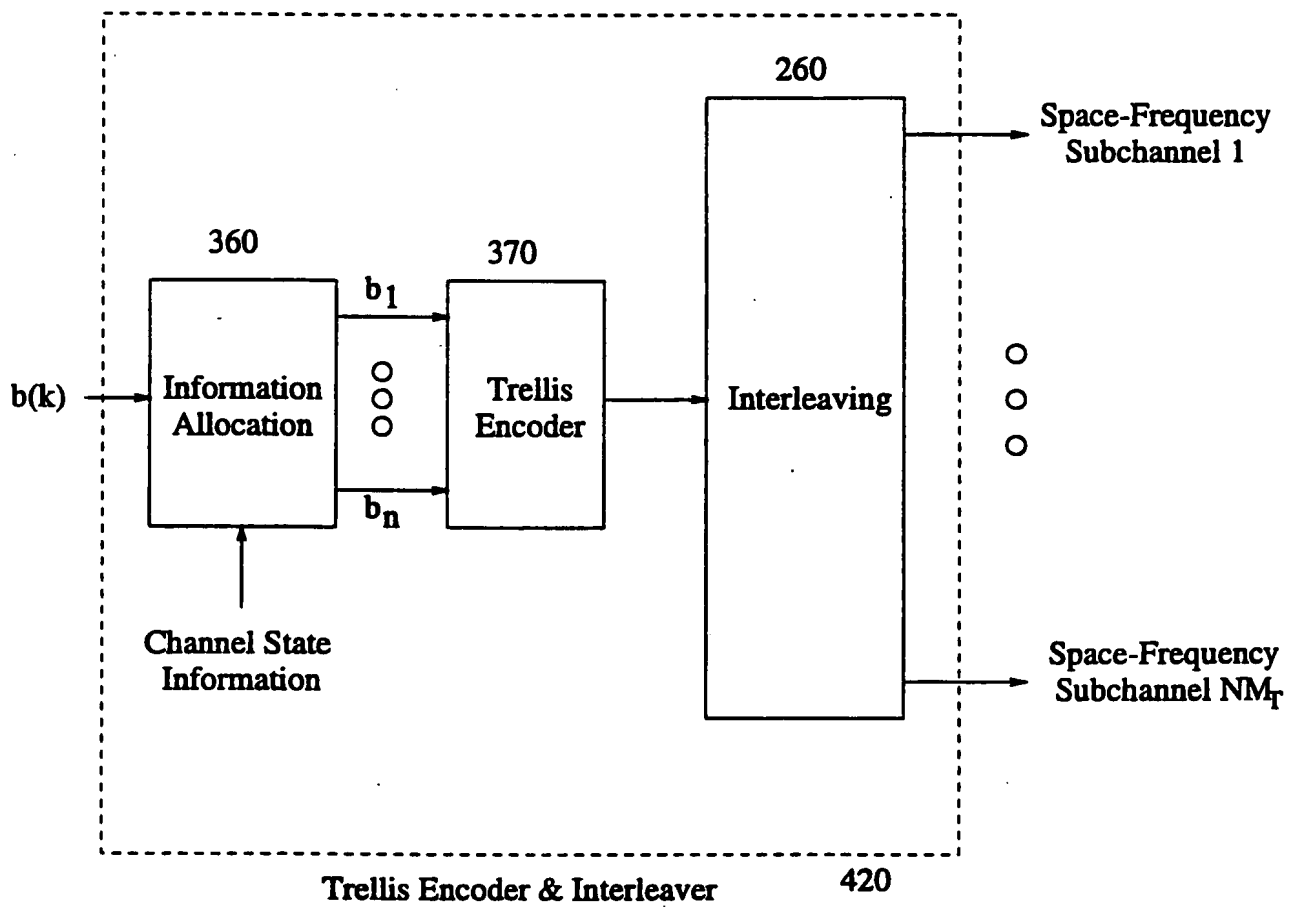 260
Space-Frequency
Subchannel 1
360
370
b1
b(k)
Information
Allocation
Trellis
Encoder
Interleaving
bn
Channel State
Information
Space-Frequency
Subchannel NMT
Trellis Encoder & Interleaver
420